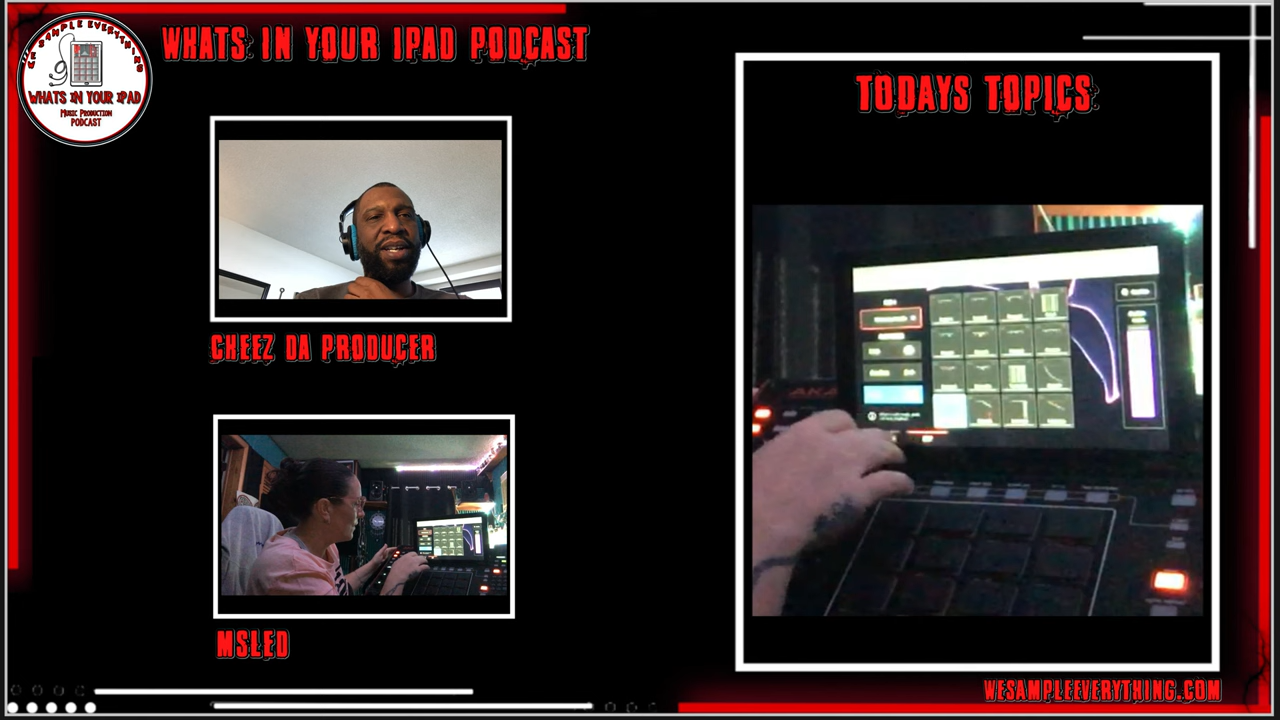 WE SAMPLE EVERYTHING
WHATS IN YOUR IPAD
MUSIC PRODUCTION
PODCAST
WHATS IN YOUR IPAD PODCAST
TODAYS TOPICS
CHEEZ DA PRODUCER
MSLED
WESAMPLEEVERYTHING.COM